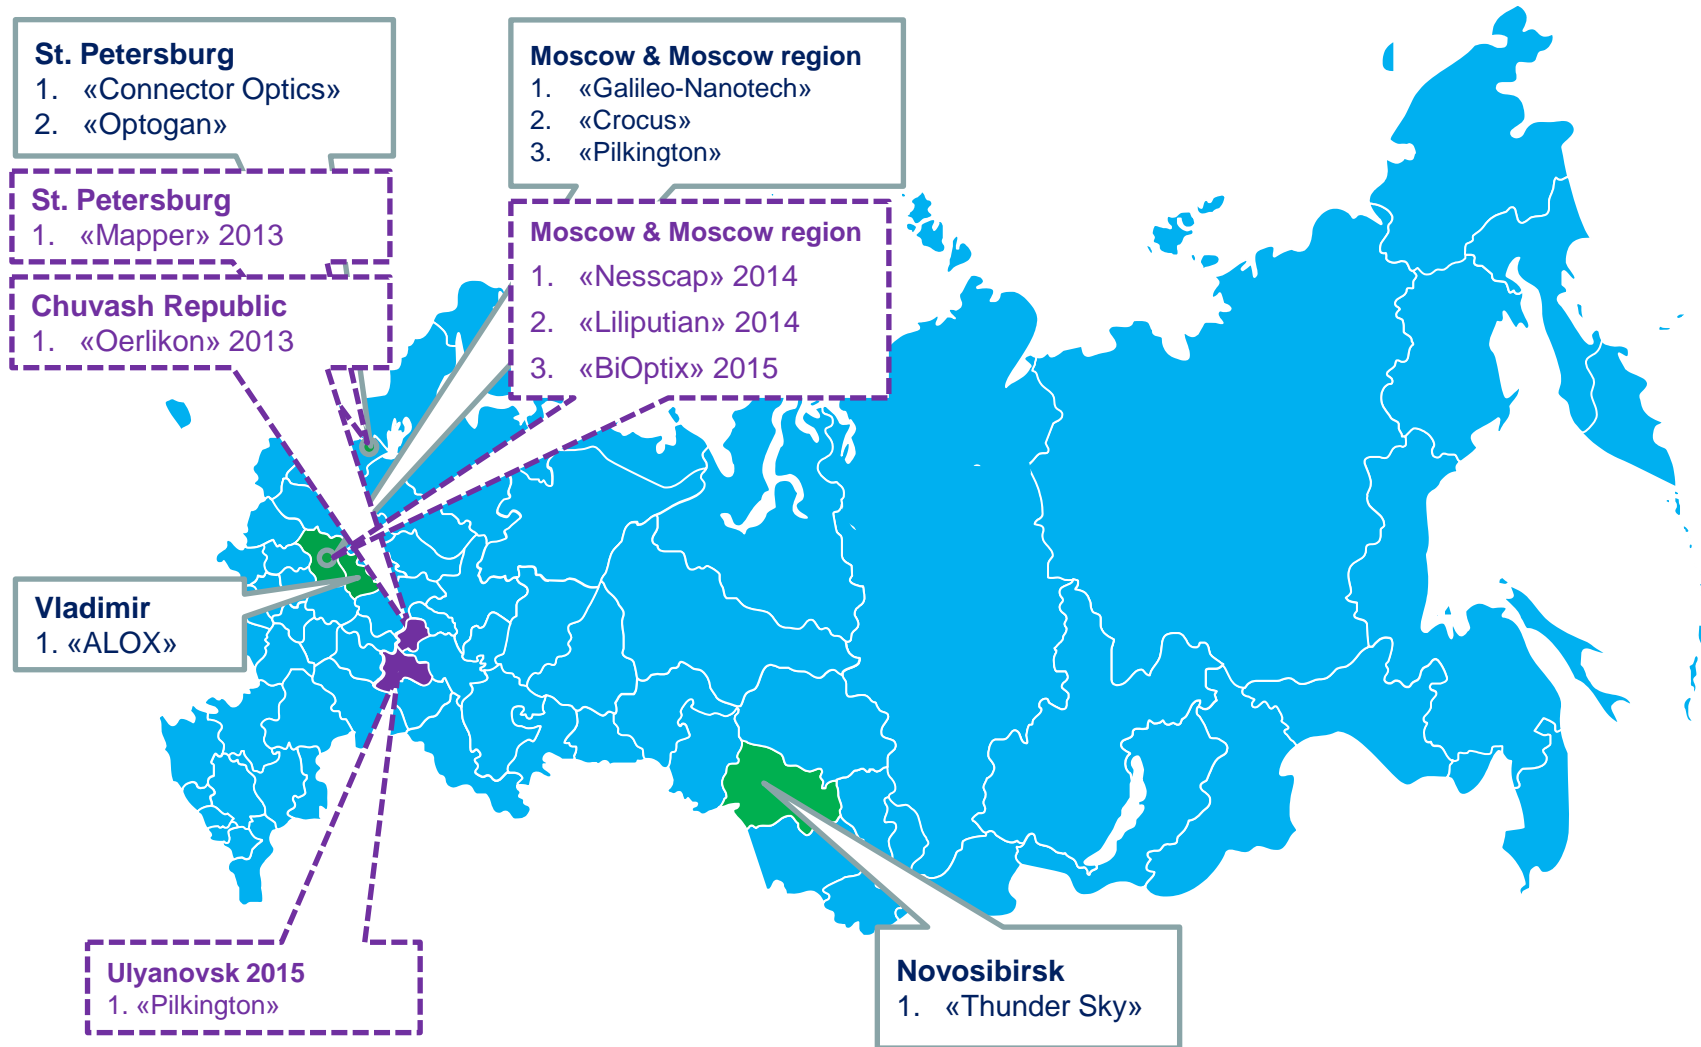 St. Petersburg
1. «Connector Optics»
2. «Optogan»
St. Petersburg
1. «Mapper» 2013
Chuvash Republic
1. «Oerlikon» 2013
Moscow & Moscow region
1. «Galileo-Nanotech»
2. «Crocus»
3. «Pilkington»
Moscow & Moscow region
1. «Nesscap» 2014
2. «Liliputian» 2014
3. «BiOptix» 2015
Vladimir
1. «ALOX»
Ulyanovsk 2015
1. «Pilkington»
Novosibirsk
1. «Thunder Sky»